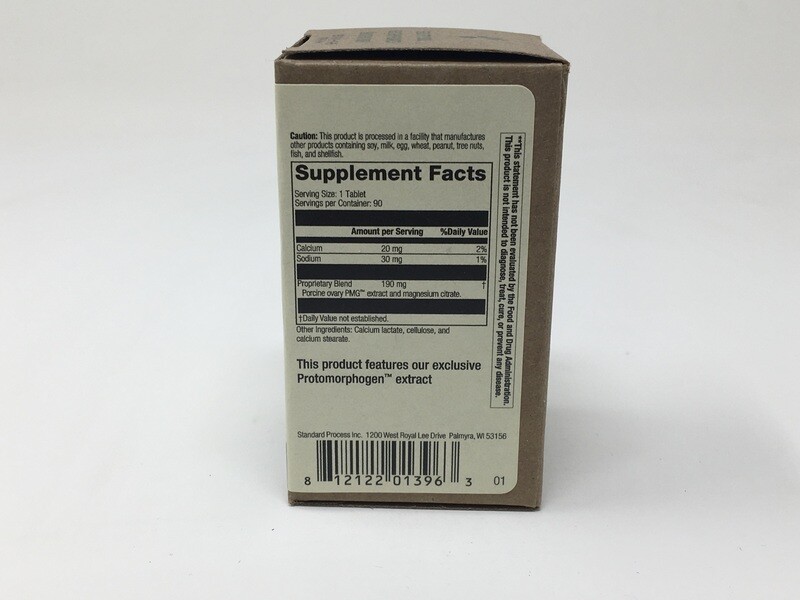 Caution: This product is processed in a facility that manufactures
other products containing soy, milk, egg, wheat, peanut, tree nuts,
fish, and shellfish.
Supplement Facts
Serving Size: 1 Tablet
Servings per Container: 90
Amount per Serving %Daily Value
Calcium 20 mg 2%
Sodium 30 mg 1%
Proprietary Blend 190 mg †
Porcine ovary PMG™ extract and magnesium citrate.
†Daily Value not established.
Other Ingredients: Calcium lactate, cellulose, and
calcium stearate.
This product features our exclusive
Protomorphogen™ extract
Standard Process Inc. 1200 West Royal Lee Drive Palmyra, WI 53156
8 12122 01396 3 01
**This statement has not been evaluated by the Food and Drug Administration.
This product is not intended to diagnose, treat, cure, or prevent any disease.